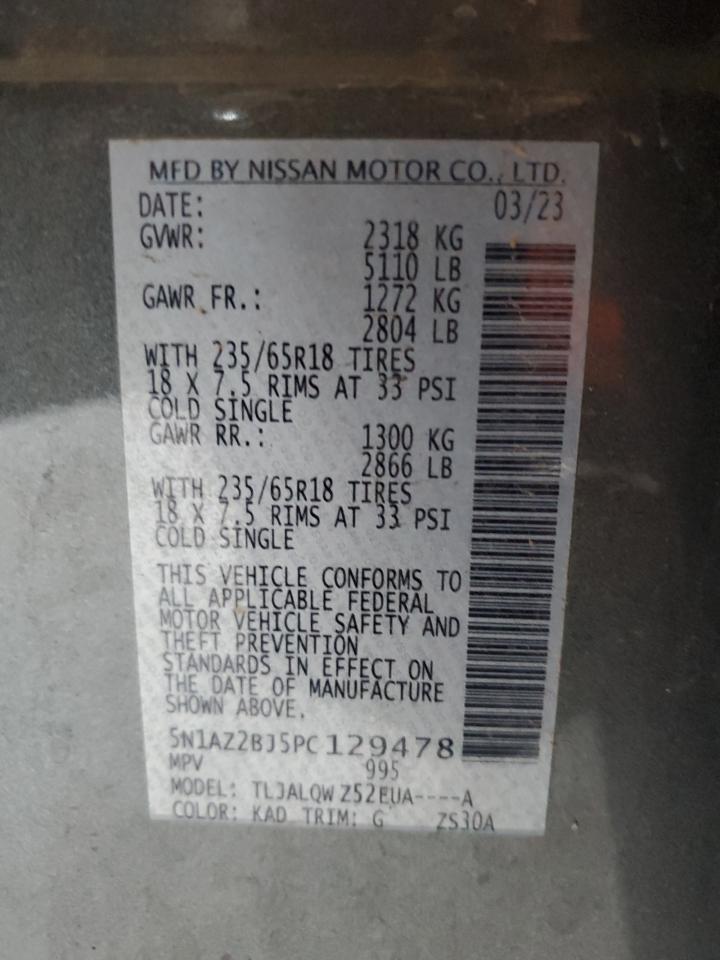 MFD BY NISSAN MOTOR CO., LTD.
DATE: 03/23
GVWR: 2318 KG
5110 LB
GAWR FR.: 1272 KG
2804 LB
WITH 235/65R18 TIRES
18 X 7.5 RIMS AT 33 PSI
COLD SINGLE
GAWR RR.: 1300 KG
2866 LB
WITH 235/65R18 TIRES
18 X 7.5 RIMS AT 33 PSI
COLD SINGLE
THIS VEHICLE CONFORMS TO
ALL APPLICABLE FEDERAL
MOTOR VEHICLE SAFETY AND
THEFT PREVENTION
STANDARDS IN EFFECT ON
THE DATE OF MANUFACTURE
SHOWN ABOVE.
5N1AZ2BJ5PC129478
MPV 995
MODEL: TLJALQW Z52EUA----A
COLOR: KAD TRIM: G ZS30A